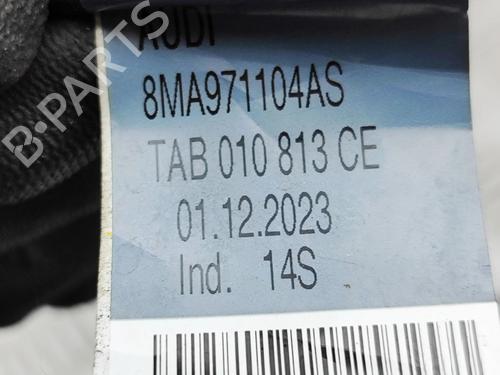 AUDI
8MA971104AS
TAB 010 813 CE
01.12.2023
Ind. 14S
B-PARTS